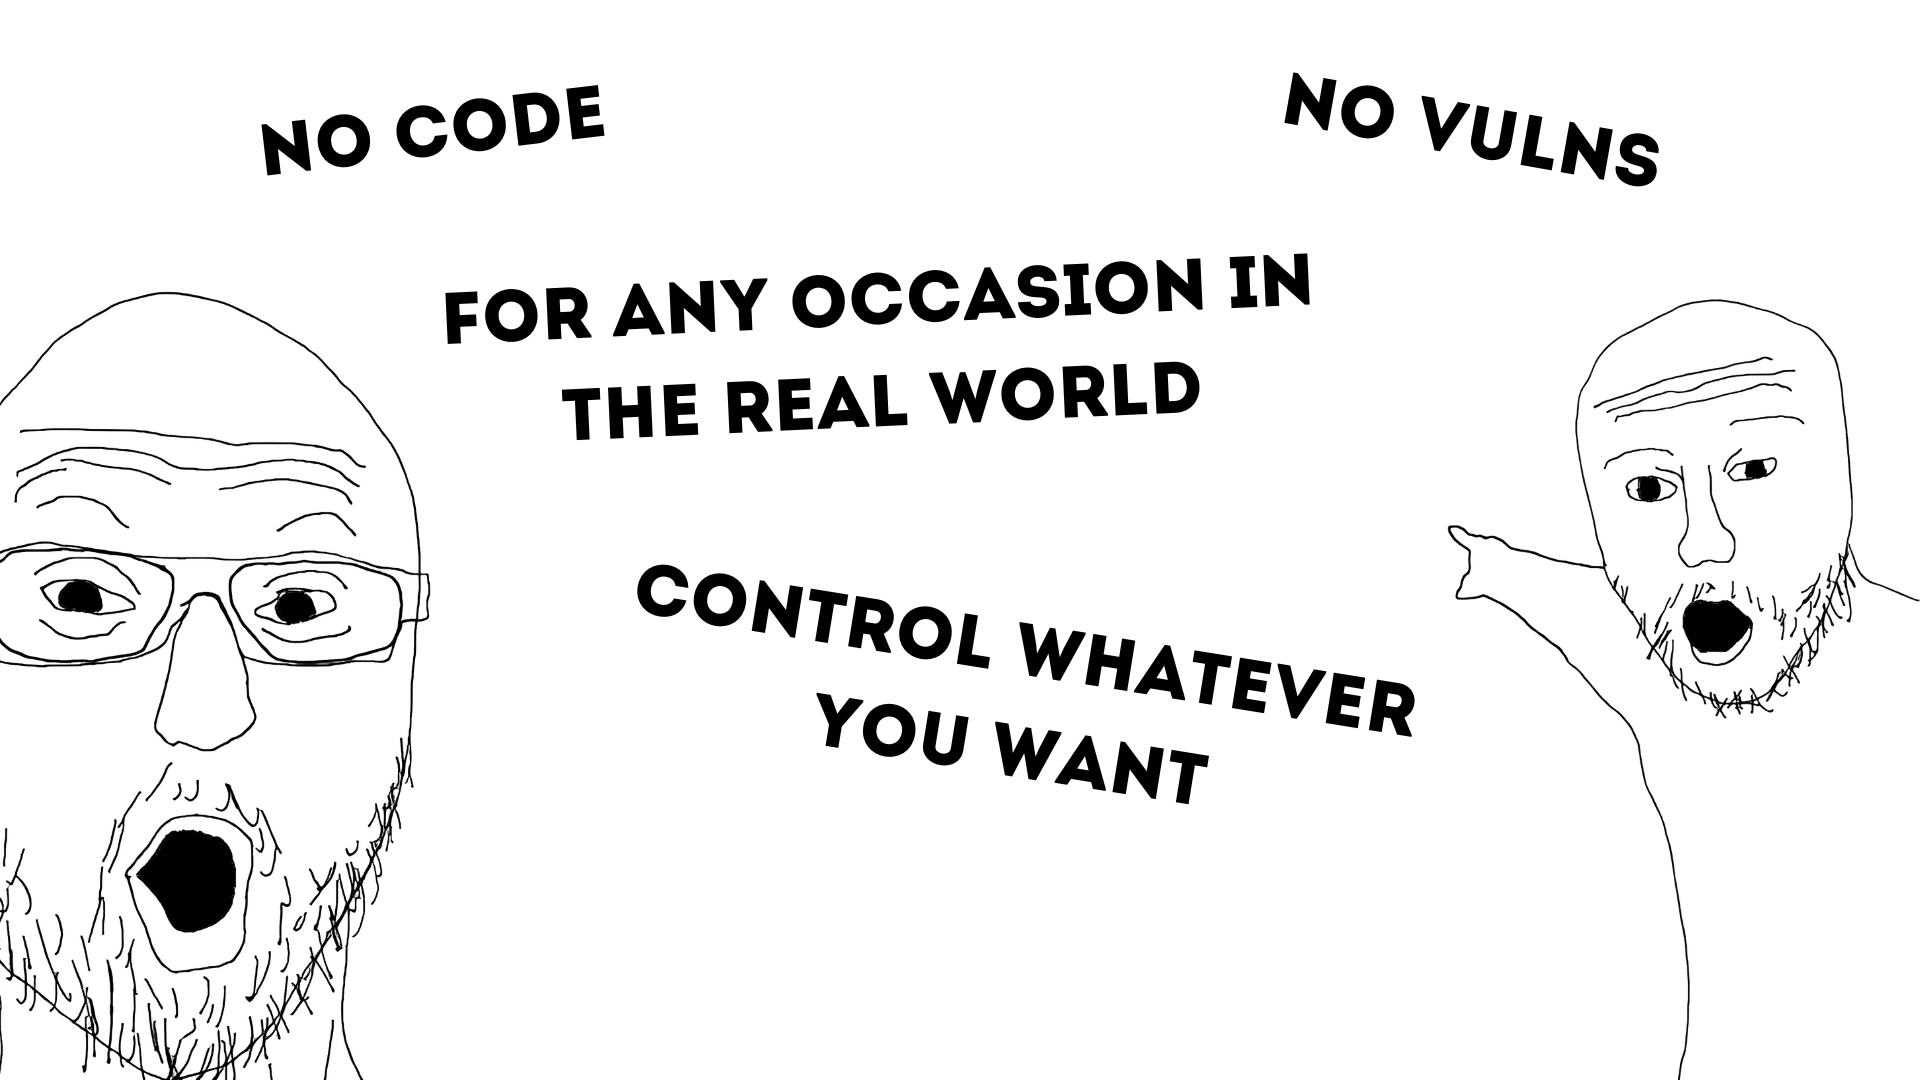 NO CODE
NO VULNS
FOR ANY OCCASION IN
THE REAL WORLD
CONTROL WHATEVER
YOU WANT